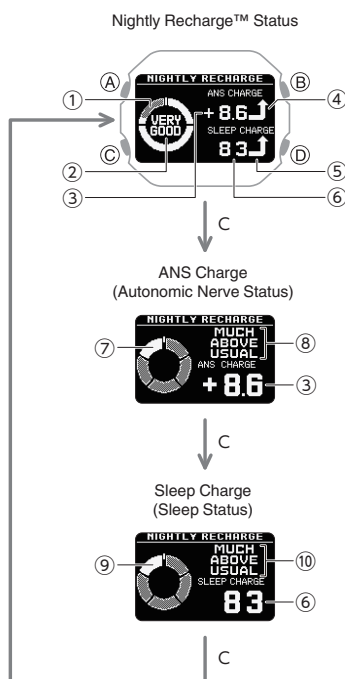 Nightly Recharge™ Status
Ⓐ
Ⓑ
NIGHTLY RECHARGE
ANS CHARGE
①
④
+ 8.6
VERY
GOOD
SLEEP CHARGE
83
Ⓒ
Ⓓ
②
⑤
③
⑥
C
ANS Charge
(Autonomic Nerve Status)
NIGHTLY RECHARGE
MUCH
ABOVE
USUAL
⑦
⑧
ANS CHARGE
+ 8.6
③
C
Sleep Charge
(Sleep Status)
NIGHTLY RECHARGE
MUCH
ABOVE
USUAL
⑨
⑩
SLEEP CHARGE
83
⑥
C